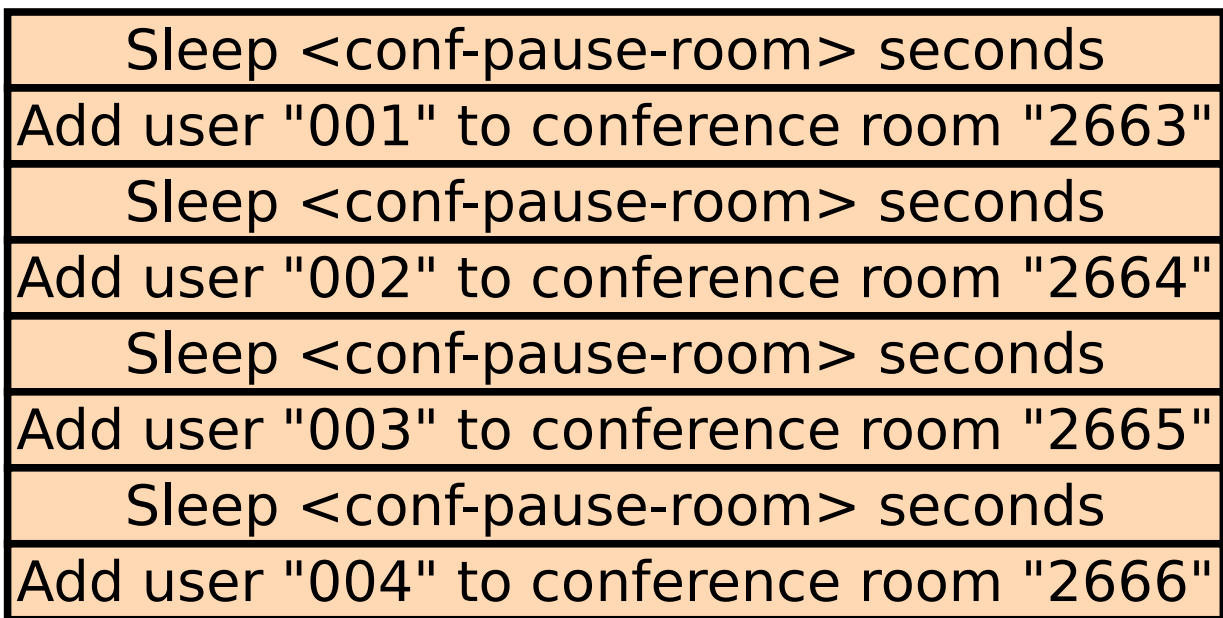 Sleep <conf-pause-room> seconds
Add user "001" to conference room "2663"
Sleep <conf-pause-room> seconds
Add user "002" to conference room "2664"
Sleep <conf-pause-room> seconds
Add user "003" to conference room "2665"
Sleep <conf-pause-room> seconds
Add user "004" to conference room "2666"